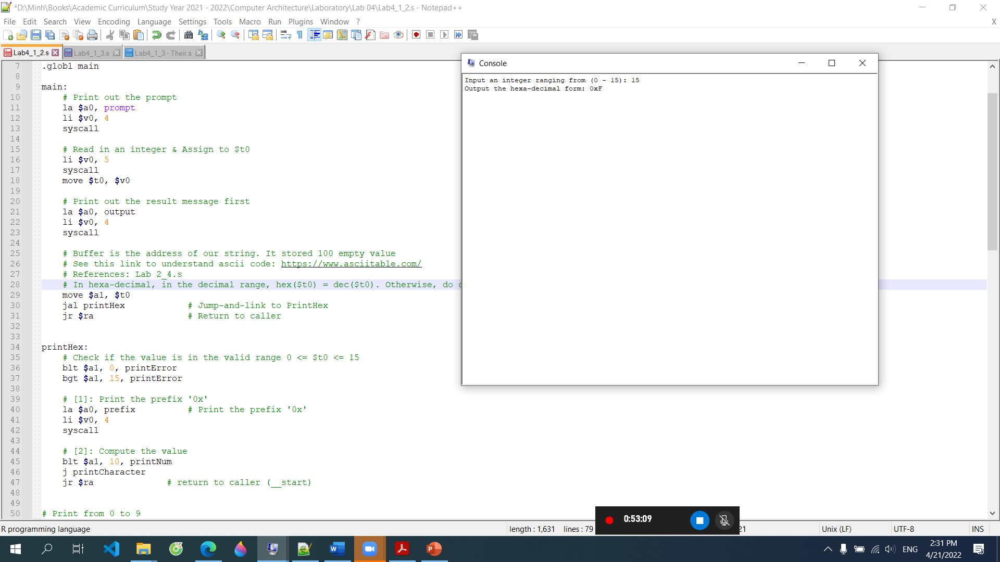 *D:\Minh\Books\Academic Curriculum\Study Year 2021 - 2022\Computer Architecture\Laboratory\Lab 04\Lab4_1_2.s - Notepad++
File Edit Search View Encoding Language Settings Tools Macro Run Plugins Window ? X
Lab4_1_2.s Lab4_1_3.s Lab4_1_3 - Their.s
7 .globl main
8
9 main:
10 # Print out the prompt
11 la $a0, prompt
12 li $v0, 4
13 syscall
14
15 # Read in an integer & Assign to $t0
16 li $v0, 5
17 syscall
18 move $t0, $v0
19
20 # Print out the result message first
21 la $a0, output
22 li $v0, 4
23 syscall
24
25 # Buffer is the address of our string. It stored 100 empty value
26 # See this link to understand ascii code: https://www.asciitable.com/
27 # References: Lab 2_4.s
28 # In hexa-decimal, in the decimal range, hex($t0) = dec($t0). Otherwise, do
29 move $a1, $t0
30 jal printHex # Jump-and-link to PrintHex
31 jr $ra # Return to caller
32
33
34 printHex:
35 # Check if the value is in the valid range 0 <= $t0 <= 15
36 blt $a1, 0, printError
37 bgt $a1, 15, printError
38
39 # [1]: Print the prefix '0x'
40 la $a0, prefix # Print the prefix '0x'
41 li $v0, 4
42 syscall
43
44 # [2]: Compute the value
45 blt $a1, 10, printNum
46 j printCharacter
47 jr $ra # return to caller (__start)
48
49
50 # Print from 0 to 9
Console
Input an integer ranging from (0 - 15): 15
Output the hexa-decimal form: 0xF
0:53:09
R programming language length : 1,631 lines : 79 21 Unix (LF) UTF-8 INS
ENG
2:31 PM
4/21/2022